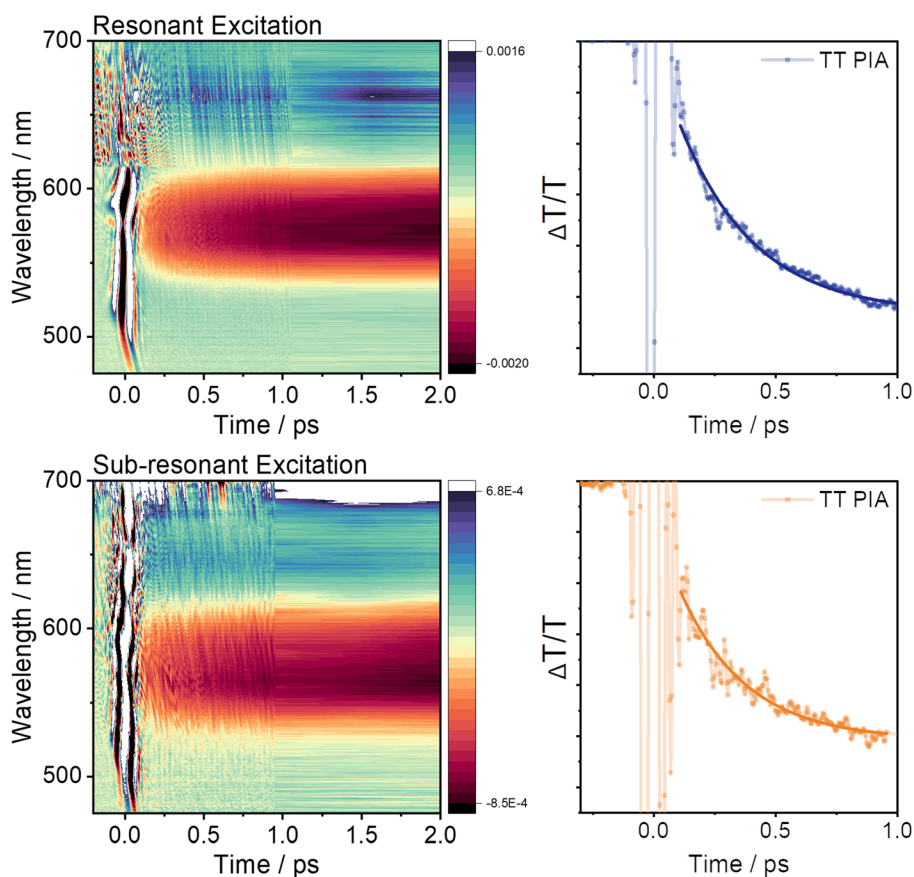 Resonant Excitation
700
600
500
Wavelength / nm
0.0 0.5 1.0 1.5 2.0
Time / ps
0.0016
-0.0020
TT PIA
ΔT/T
0.0 0.5 1.0
Time / ps
Sub-resonant Excitation
700
600
500
Wavelength / nm
0.0 0.5 1.0 1.5 2.0
Time / ps
6.8E-4
-8.5E-4
TT PIA
ΔT/T
0.0 0.5 1.0
Time / ps